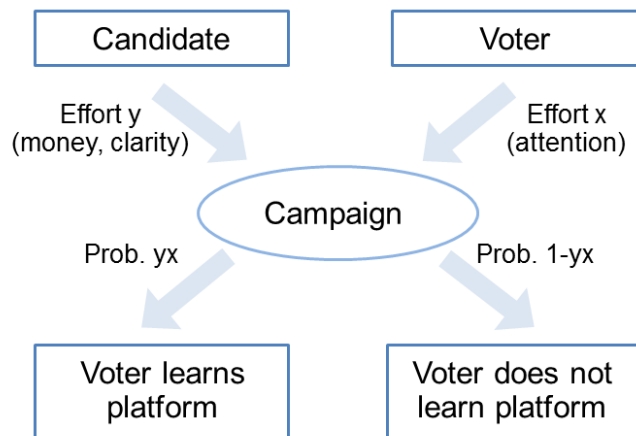 Candidate
Voter
Effort y
(money, clarity)
Effort x
(attention)
Campaign
Prob. yx
Prob. 1-yx
Voter learns
platform
Voter does not
learn platform